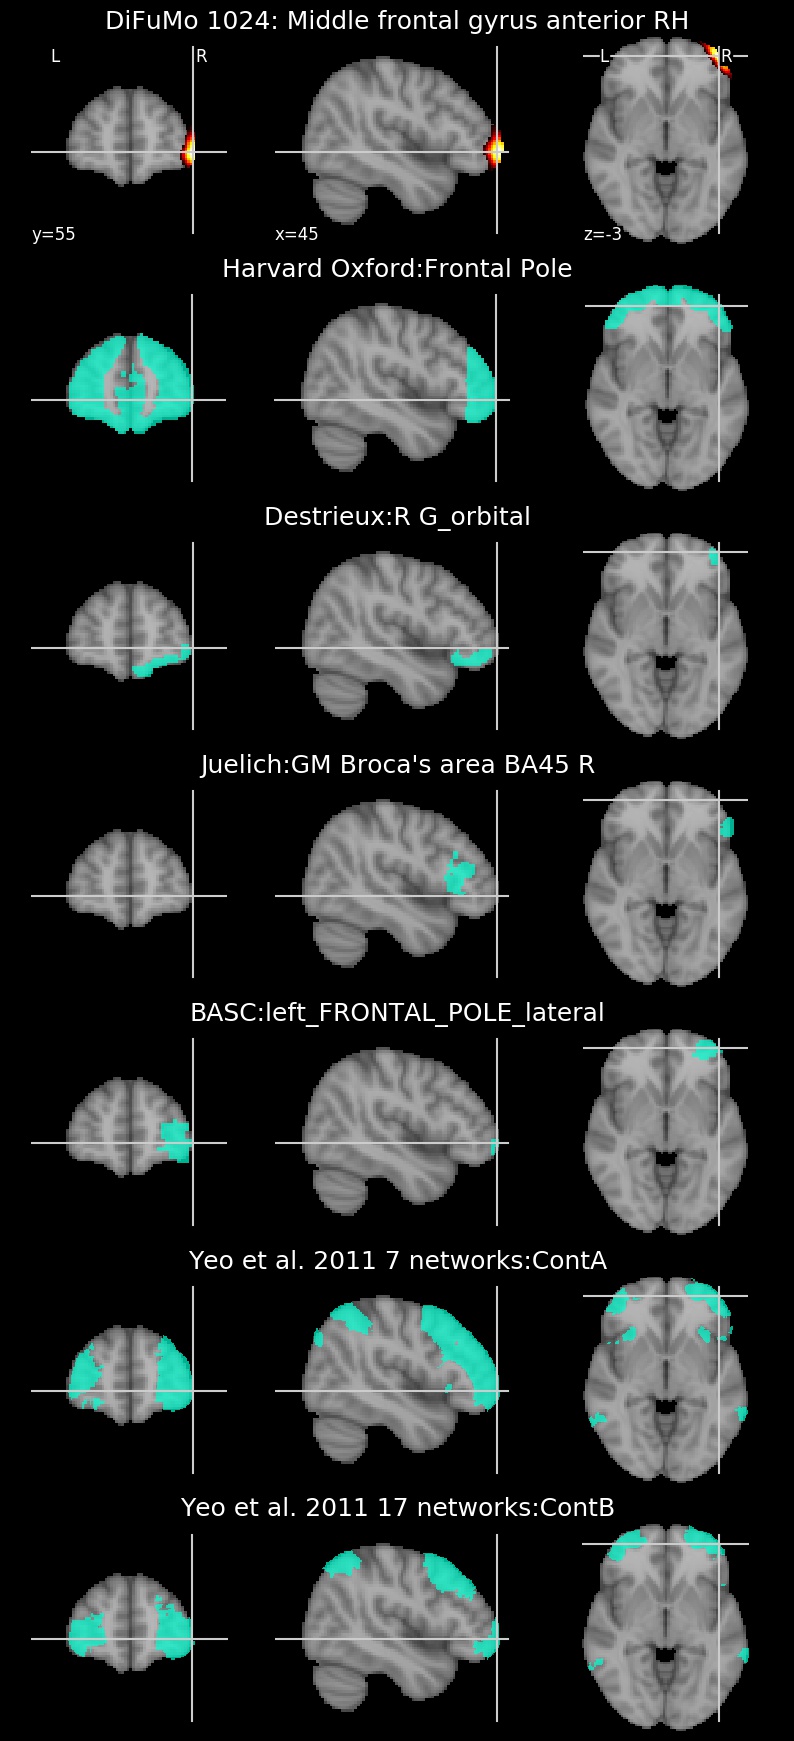 DiFuMo 1024: Middle frontal gyrus anterior RH
L R L R
y=55 x=45 z=-3
Harvard Oxford:Frontal Pole
Destrieux:R G_orbital
Juelich:GM Broca's area BA45 R
BASC:left_FRONTAL_POLE_lateral
Yeo et al. 2011 7 networks:ContA
Yeo et al. 2011 17 networks:ContB